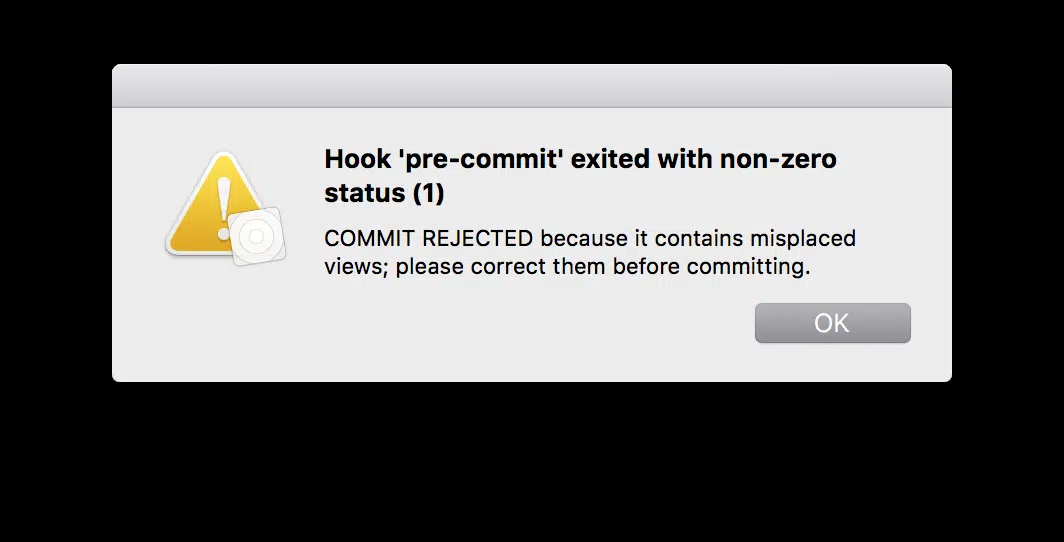 Hook 'pre-commit' exited with non-zero
status (1)
COMMIT REJECTED because it contains misplaced
views; please correct them before committing.
OK